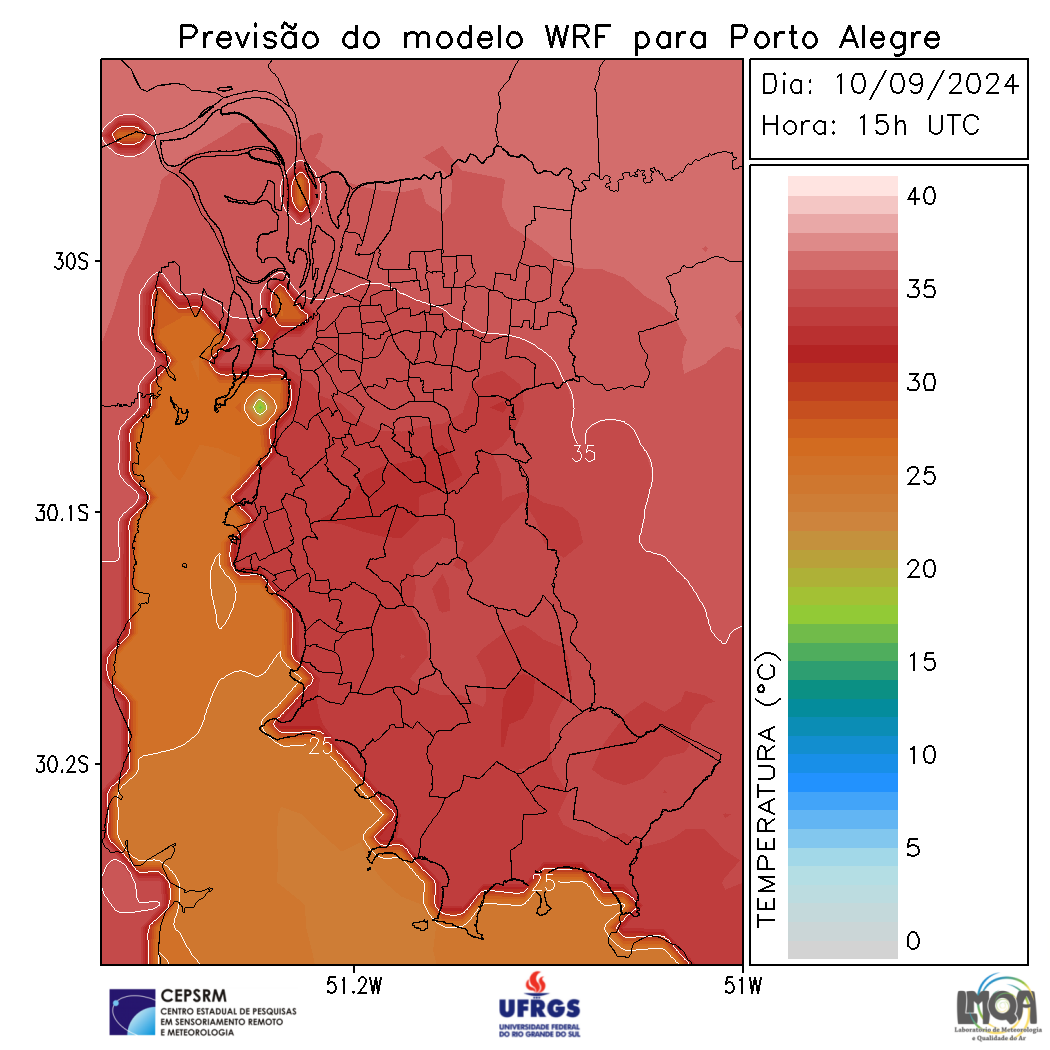 Previsão do modelo WRF para Porto Alegre
Dia: 10/09/2024
Hora: 15h UTC
40
35
30
25
20
15
10
5
0
TEMPERATURA (°C)
30S
30.1S
30.2S
51.2W
51W
35
25
25
CEPSRM
CENTRO ESTADUAL DE PESQUISAS
EM SENSORIAMENTO REMOTO
E METEOROLOGIA
UFRGS
UNIVERSIDADE FEDERAL
DO RIO GRANDE DO SUL
LMQA
Laboratório de Meteorologia
e Qualidade do Ar